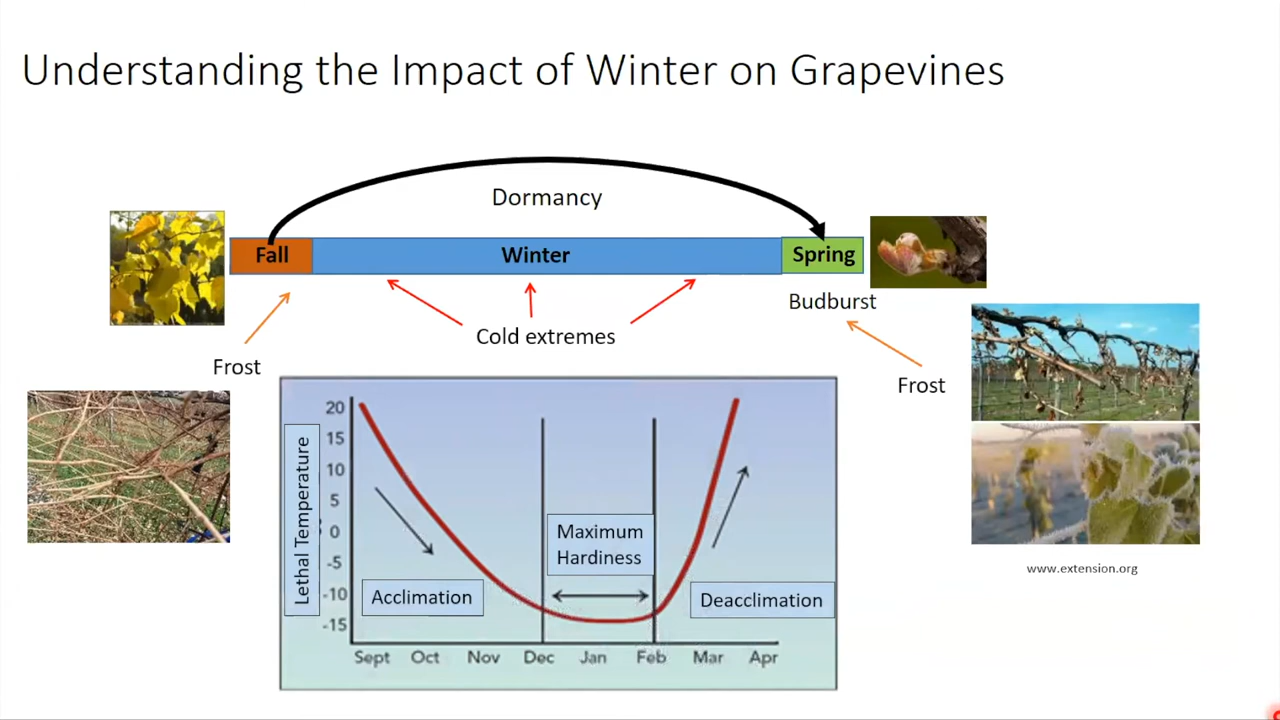 Understanding the Impact of Winter on Grapevines
Dormancy
Fall
Winter
Spring
Budburst
Cold extremes
Frost
Frost
www.extension.org
Lethal Temperature
20
15
10
5
0
-5
-10
-15
Maximum
Hardiness
Acclimation
Deacclimation
Sept
Oct
Nov
Dec
Jan
Feb
Mar
Apr